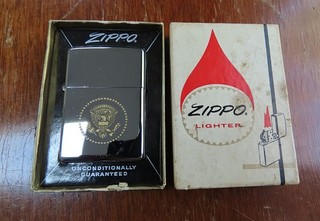 ZIPPO
UNCONDITIONALLY
GUARANTEED
ZIPPO
LIGHTER